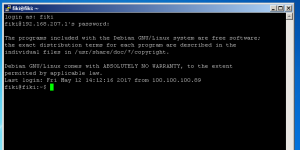 fiki@fiki: ~
login as: fiki
fiki@192.168.207.1's password:
The programs included with the Debian GNU/Linux system are free software;
the exact distribution terms for each program are described in the
individual files in /usr/share/doc/*/copyright.
Debian GNU/Linux comes with ABSOLUTELY NO WARRANTY, to the extent
permitted by applicable law.
Last login: Fri May 12 14:12:16 2017 from 100.100.100.89
fiki@fiki:~$